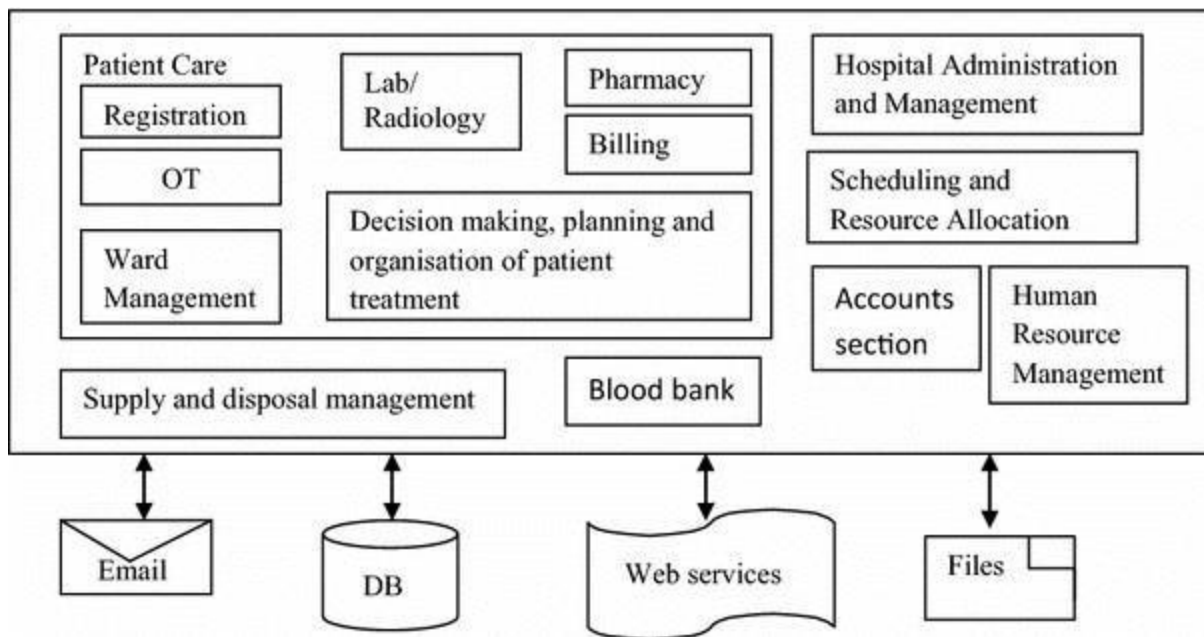 Patient Care
Registration
OT
Ward
Management
Lab/
Radiology
Pharmacy
Billing
Decision making, planning and
organisation of patient
treatment
Supply and disposal management
Blood bank
Hospital Administration
and Management
Scheduling and
Resource Allocation
Accounts
section
Human
Resource
Management
Email
DB
Web services
Files